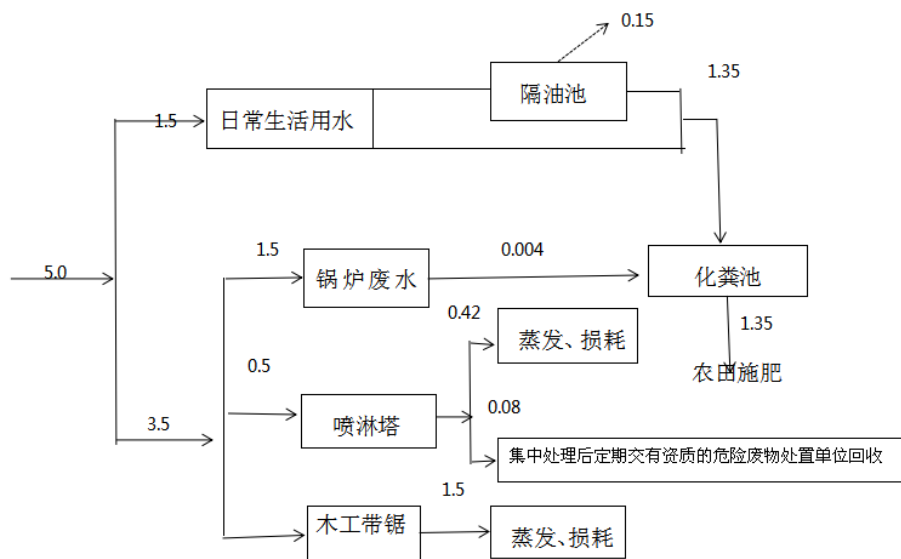 0.15
1.35
隔油池
1.5
日常生活用水
5.0
1.5
锅炉废水
0.004
化粪池
0.42
蒸发、损耗
1.35
农田施肥
0.5
3.5
喷淋塔
0.08
集中处理后定期交有资质的危险废物处置单位回收
1.5
木工带锯
蒸发、损耗